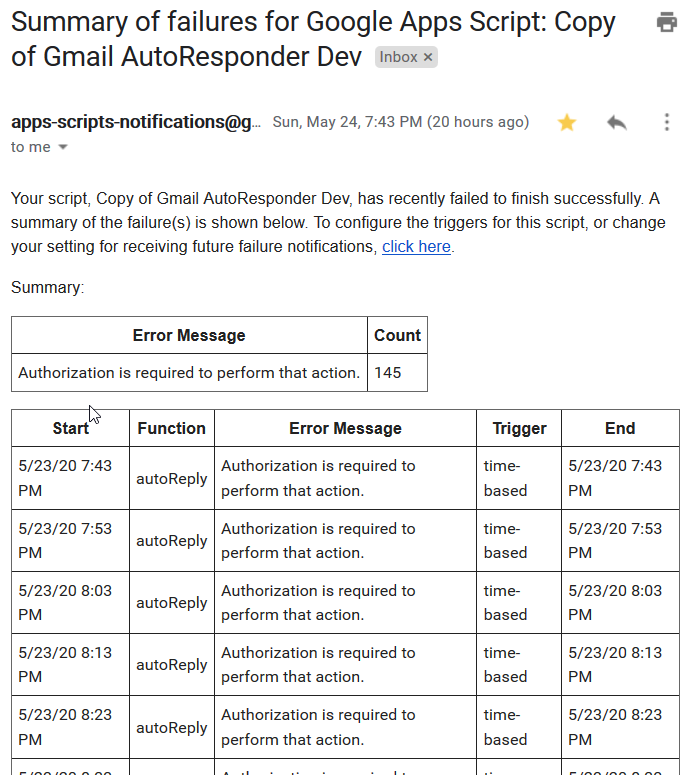 Summary of failures for Google Apps Script: Copy
of Gmail AutoResponder Dev Inbox ×
apps-scripts-notifications@g... Sun, May 24, 7:43 PM (20 hours ago)
to me
Your script, Copy of Gmail AutoResponder Dev, has recently failed to finish successfully. A
summary of the failure(s) is shown below. To configure the triggers for this script, or change
your setting for receiving future failure notifications, click here.
Summary:
Error Message Count
Authorization is required to perform that action. 145
Start Function Error Message Trigger End
5/23/20 7:43 PM autoReply Authorization is required to perform that action. time-based 5/23/20 7:43 PM
5/23/20 7:53 PM autoReply Authorization is required to perform that action. time-based 5/23/20 7:53 PM
5/23/20 8:03 PM autoReply Authorization is required to perform that action. time-based 5/23/20 8:03 PM
5/23/20 8:13 PM autoReply Authorization is required to perform that action. time-based 5/23/20 8:13 PM
5/23/20 8:23 PM autoReply Authorization is required to perform that action. time-based 5/23/20 8:23 PM